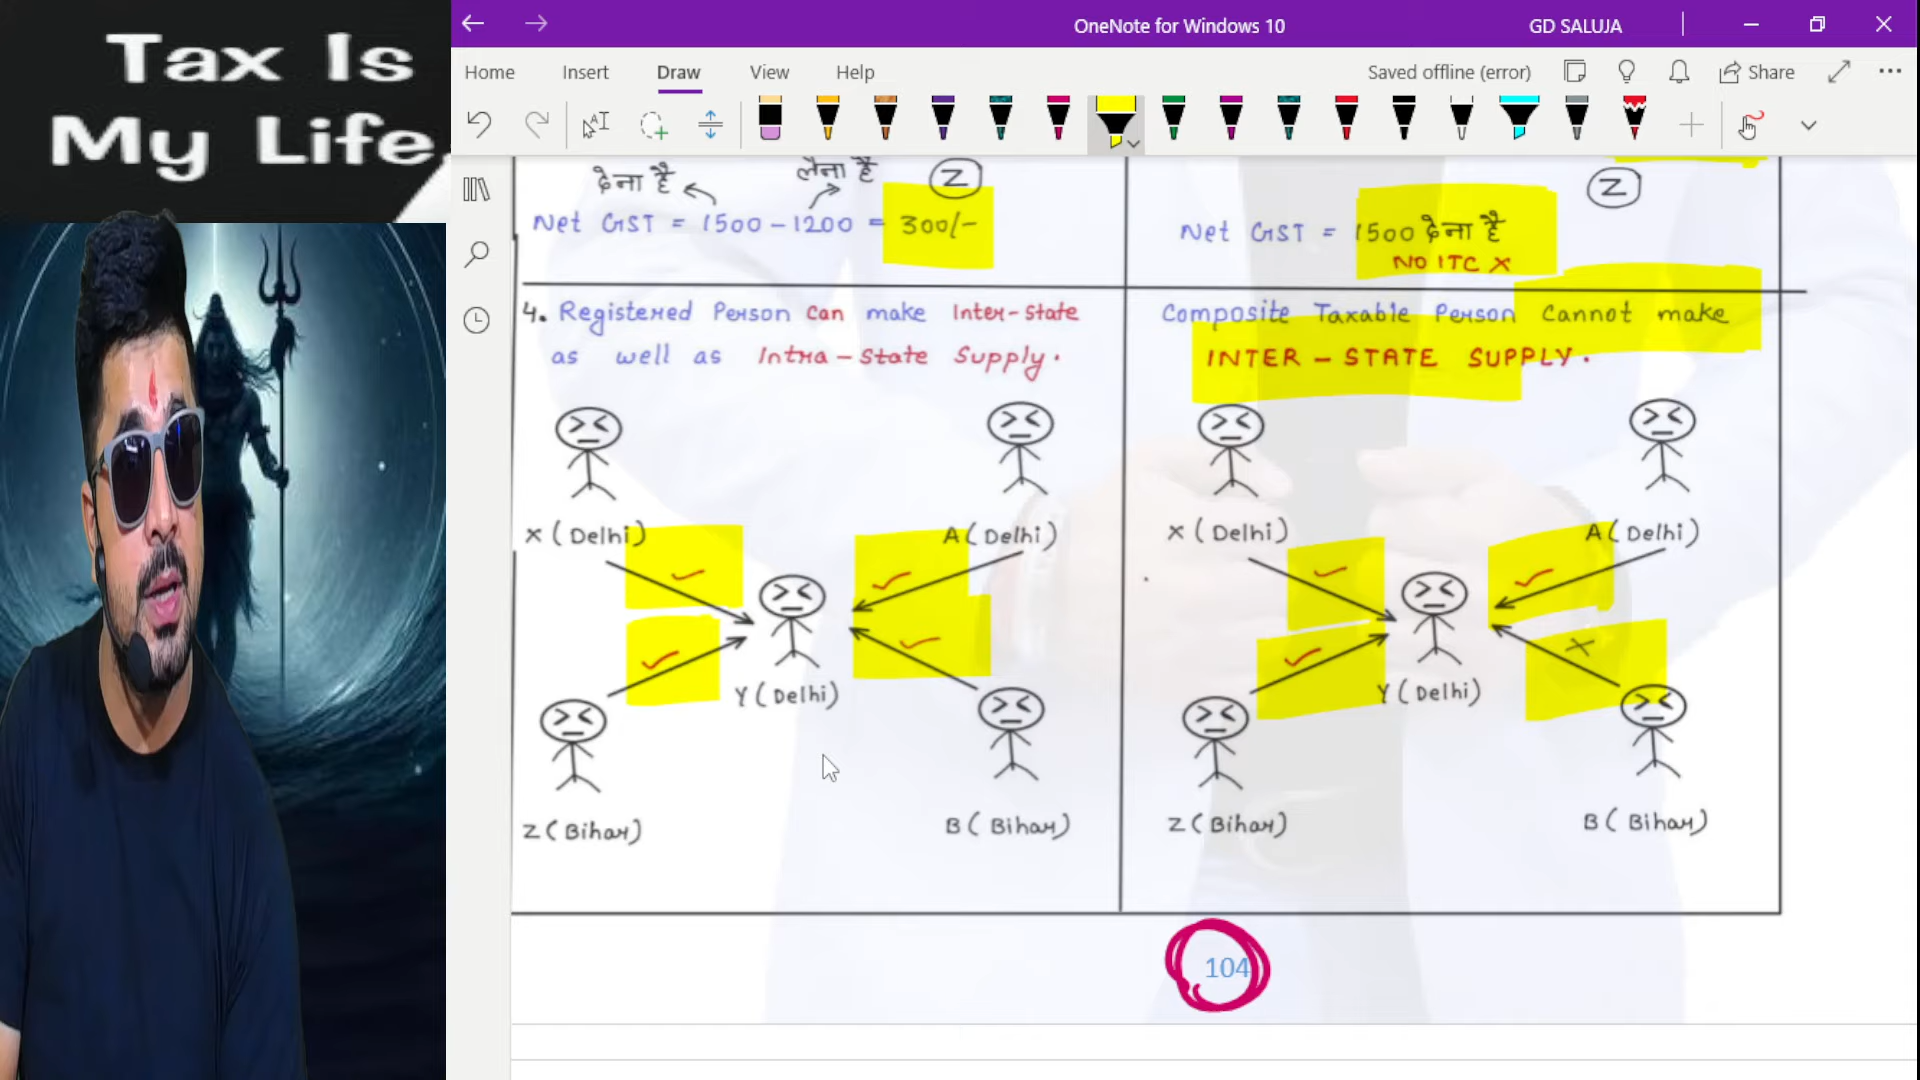 Tax Is
My Life,
OneNote for Windows 10
GD SALUJA
Home
Insert
Draw
View
Help
Saved offline (error)
Share
देना है
लेना है
Z
Net GST = 1500 - 1200 = 300/-
Z
Net GST = 1500 देना है
NO ITC X
4. Registered Person can make Inter-State
as well as Intra-State Supply.
Composite Taxable Person Cannot make
INTER-STATE SUPPLY.
X (Delhi)
A (Delhi)
Y (Delhi)
Z (Bihar)
B (Bihar)
X (Delhi)
A (Delhi)
Y (Delhi)
Z (Bihar)
B (Bihar)
104